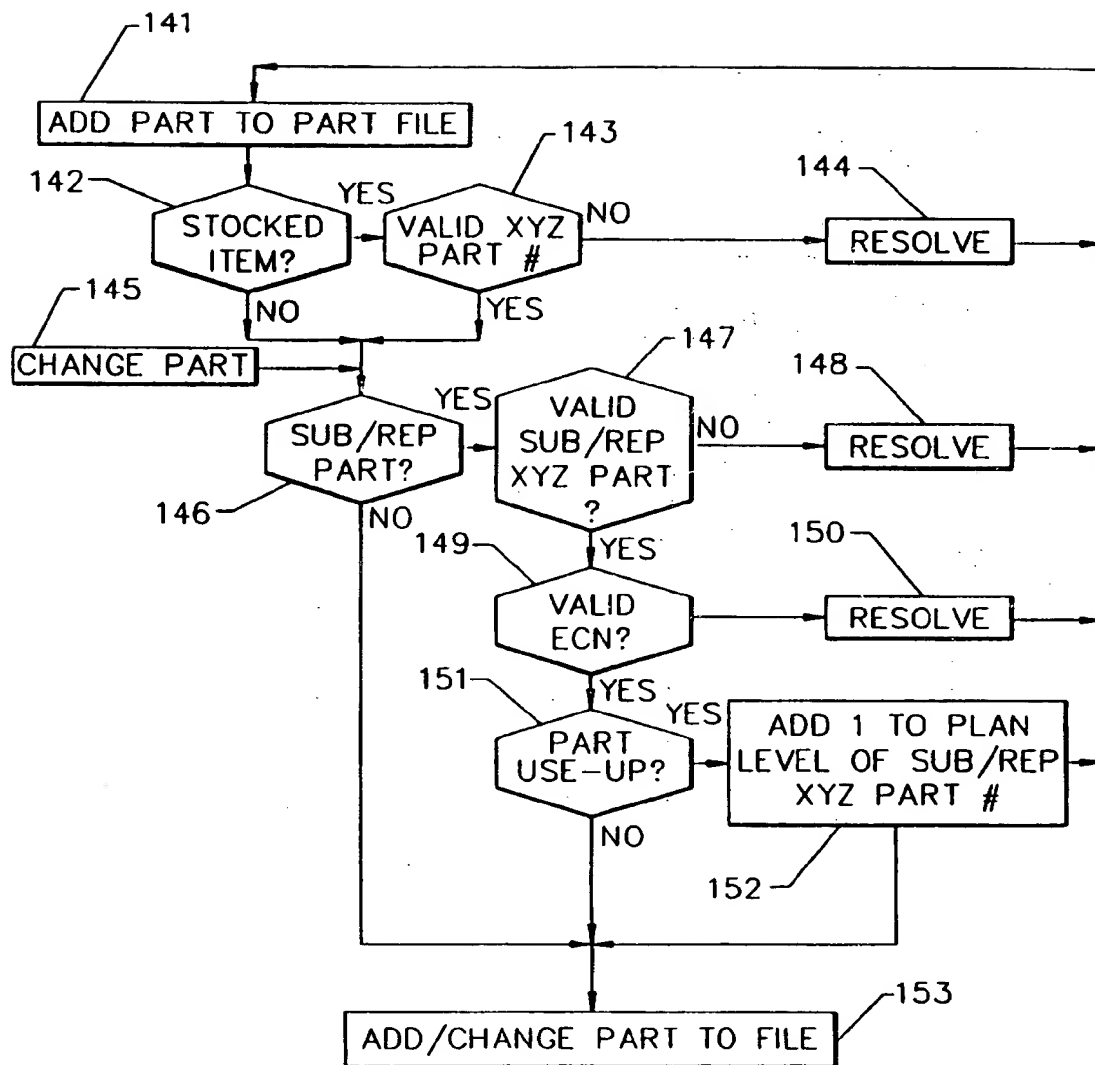 141
ADD PART TO PART FILE
142
STOCKED
ITEM?
YES
143
VALID XYZ
PART #
NO
144
RESOLVE
NO
YES
145
CHANGE PART
SUB/REP
PART?
146
YES
NO
147
VALID
SUB/REP
XYZ PART
?
NO
148
RESOLVE
YES
149
VALID
ECN?
150
RESOLVE
YES
151
PART
USE-UP?
YES
ADD 1 TO PLAN
LEVEL OF SUB/REP
XYZ PART #
152
NO
153
ADD/CHANGE PART TO FILE